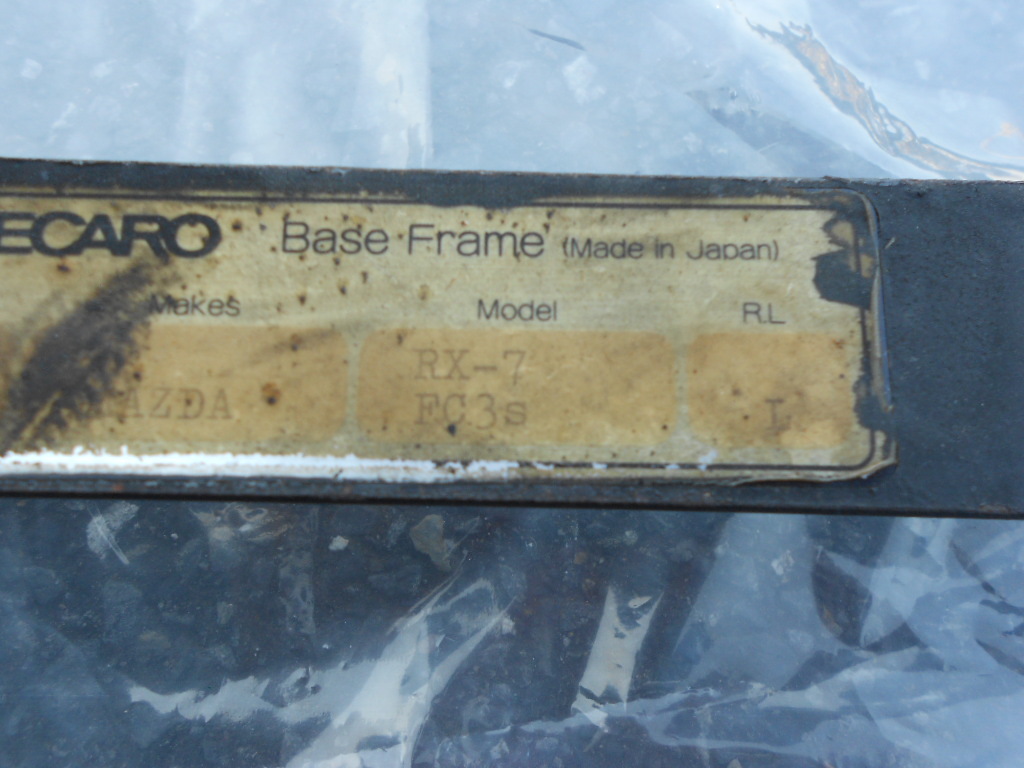 ECARO Base Frame (Made in Japan)
Makes Model R.L
RX-7
AZDA FC3s L